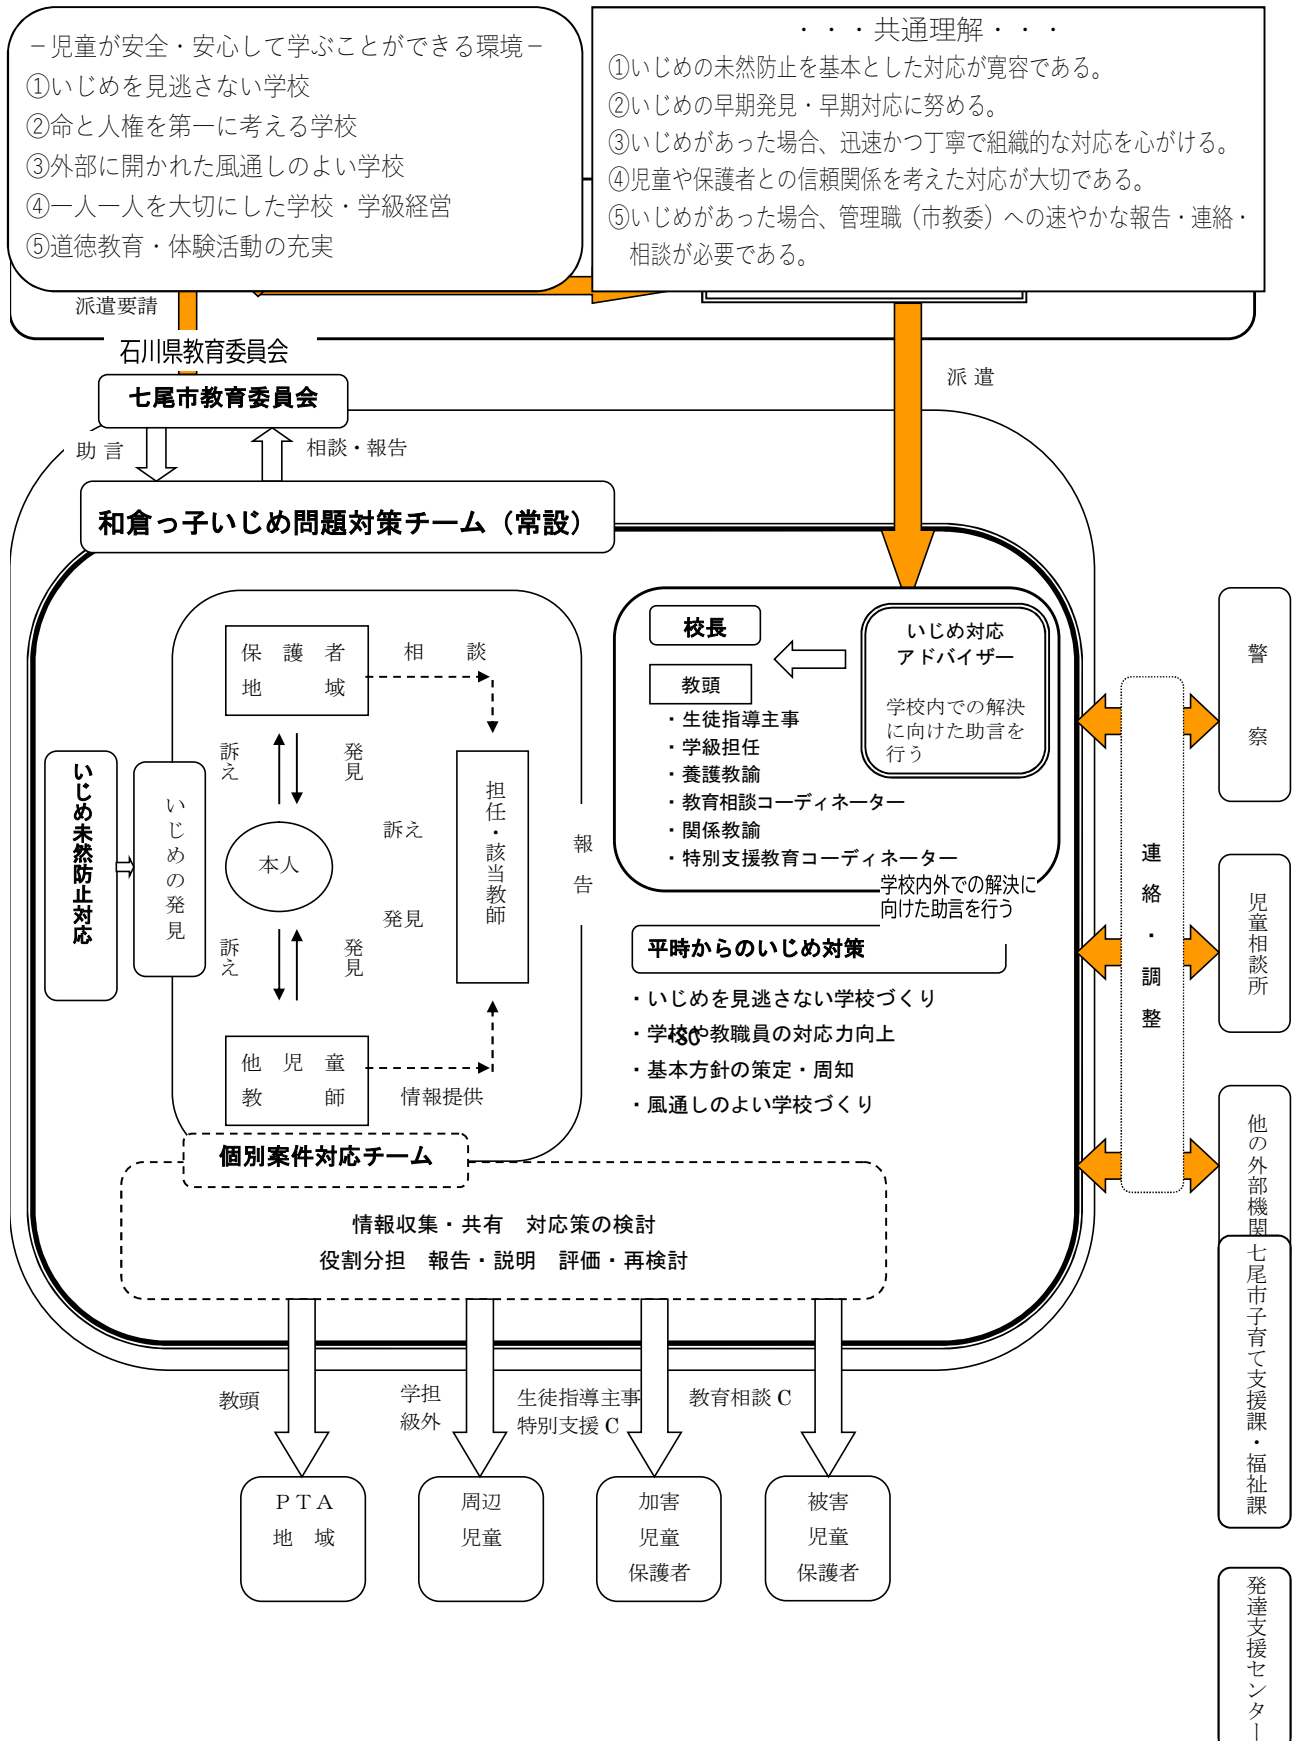 －児童が安全・安心して学ぶことができる環境－
①いじめを見逃さない学校
②命と人権を第一に考える学校
③外部に開かれた風通しのよい学校
④一人一人を大切にした学校・学級経営
⑤道徳教育・体験活動の充実
・・・共通理解・・・
①いじめの未然防止を基本とした対応が寛容である。
②いじめの早期発見・早期対応に努める。
③いじめがあった場合、迅速かつ丁寧で組織的な対応を心がける。
④児童や保護者との信頼関係を考えた対応が大切である。
⑤いじめがあった場合、管理職（市教委）への速やかな報告・連絡・
相談が必要である。
派遣要請
石川県教育委員会
七尾市教育委員会
派 遣
助 言
相談・報告
和倉っ子いじめ問題対策チーム（常設）
いじめ未然防止対応
いじめの発見
保 護 者
地 域
相 談
訴え
発見
本人
訴え
発見
訴え
発見
担任・該当教師
報告
他 児 童
教 師
情報提供
校長
教頭
・生徒指導主事
・学級担任
・養護教諭
・教育相談コーディネーター
・関係教諭
・特別支援教育コーディネーター
いじめ対応
アドバイザー
学校内での解決
に向けた助言を
行う
学校内外での解決に
向けた助言を行う
平時からのいじめ対策
・いじめを見逃さない学校づくり
・学校や教職員の対応力向上
・SC
・基本方針の策定・周知
・風通しのよい学校づくり
個別案件対応チーム
情報収集・共有　対応策の検討
役割分担　報告・説明　評価・再検討
教頭
学担
級外
生徒指導主事
特別支援 C
教育相談 C
ＰＴＡ
地 域
周辺
児童
加害
児童
保護者
被害
児童
保護者
連絡・調整
警 察
児童相談所
他の外部機関
七尾市子育て支援課・福祉課
発達支援センター